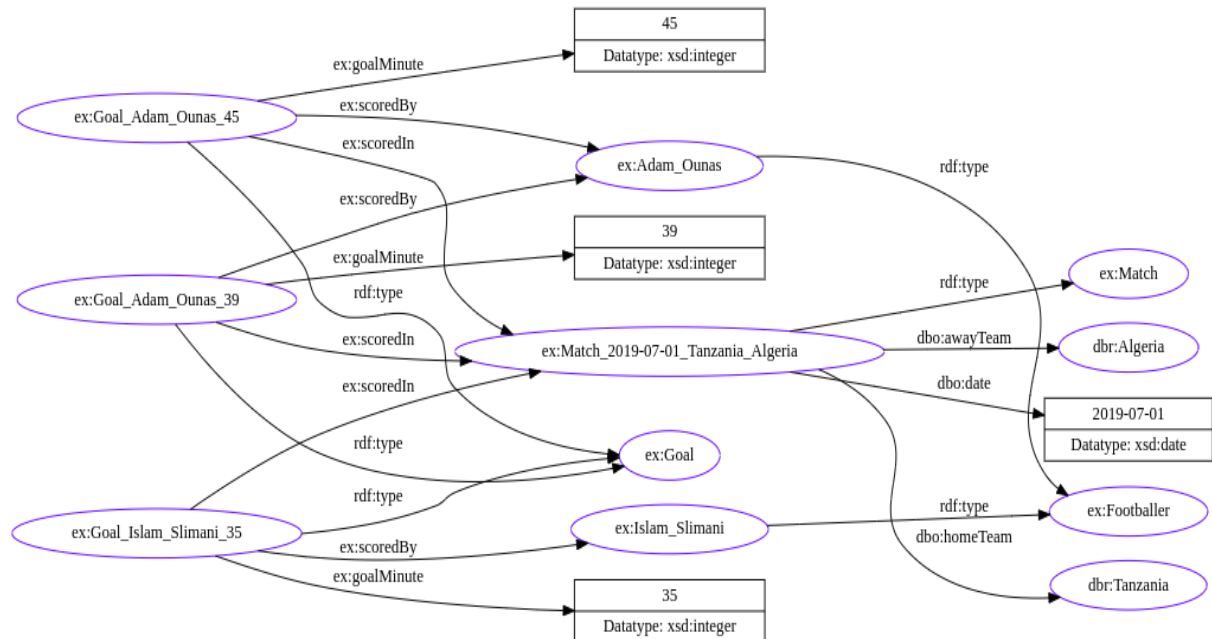 45
Datatype: xsd:integer
ex:goalMinute
ex:scoredBy
ex:Goal_Adam_Ounas_45
ex:scoredIn
ex:Adam_Ounas
rdf:type
ex:scoredBy
39
Datatype: xsd:integer
ex:goalMinute
ex:Match
rdf:type
ex:Goal_Adam_Ounas_39
rdf:type
ex:scoredIn
ex:Match_2019-07-01_Tanzania_Algeria
dbo:awayTeam
dbr:Algeria
ex:scoredIn
dbo:date
2019-07-01
Datatype: xsd:date
rdf:type
ex:Goal
rdf:type
ex:Goal_Islam_Slimani_35
ex:scoredBy
ex:Islam_Slimani
rdf:type
ex:Footballer
dbo:homeTeam
ex:goalMinute
35
Datatype: xsd:integer
dbr:Tanzania